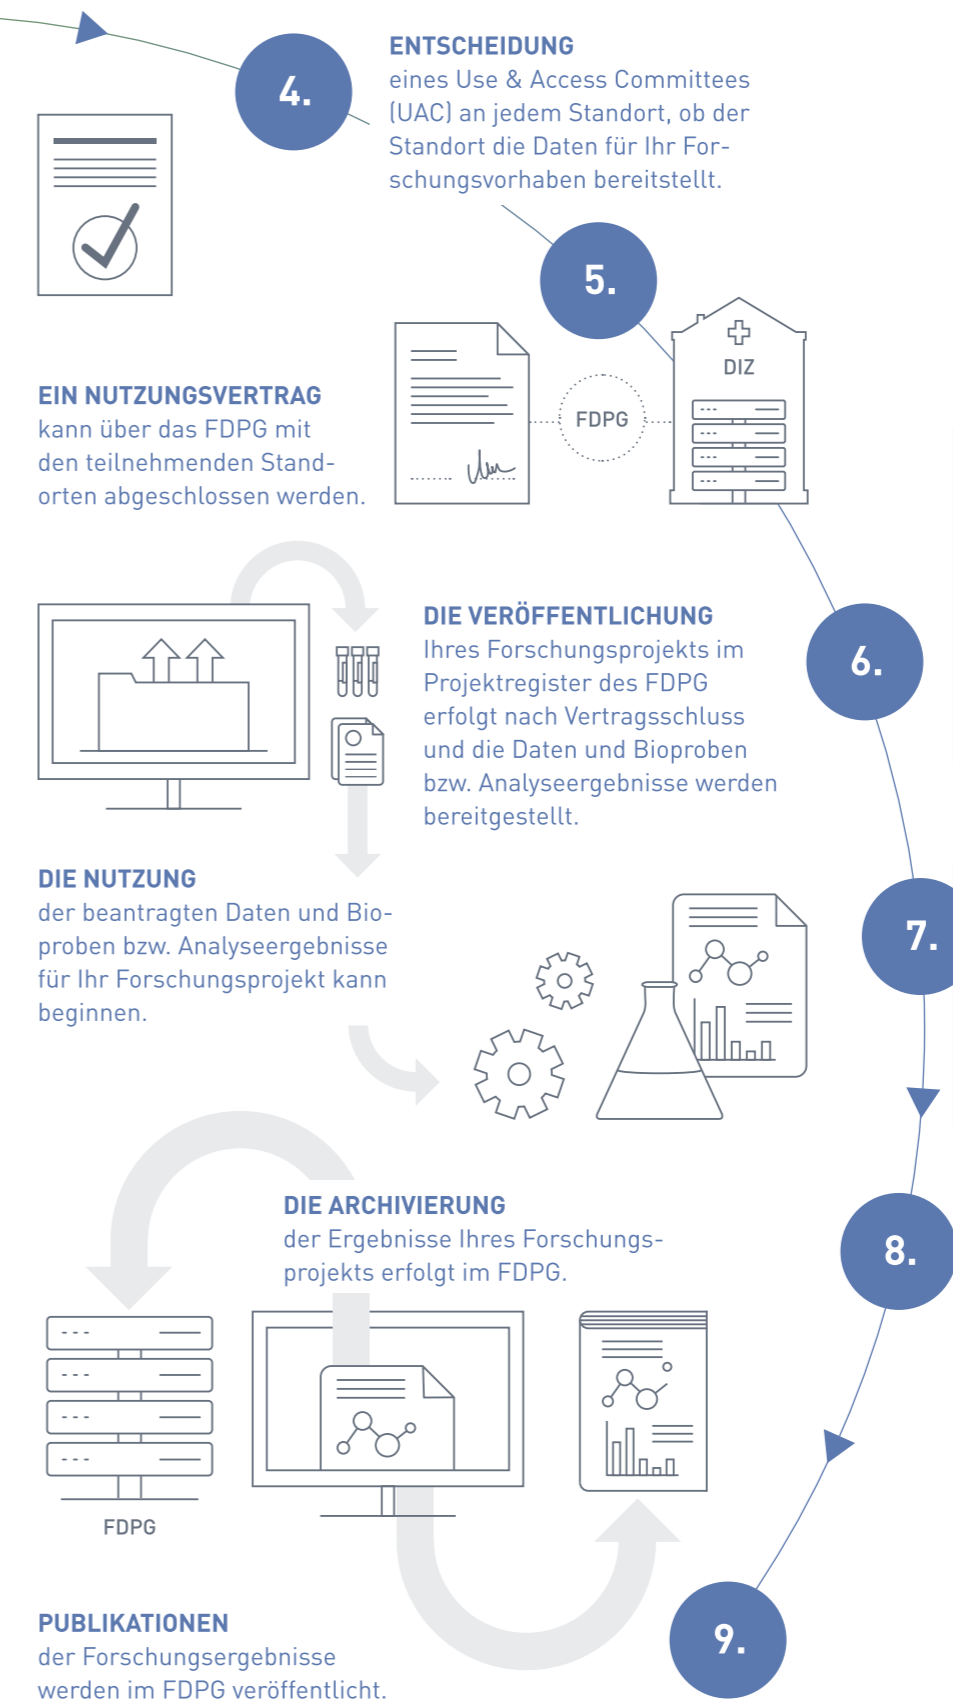 4.
ENTSCHEIDUNG
eines Use & Access Committees
(UAC) an jedem Standort, ob der
Standort die Daten für Ihr For-
schungsvorhaben bereitstellt.
5.
EIN NUTZUNGSVERTRAG
kann über das FDPG mit
den teilnehmenden Stand-
orten abgeschlossen werden.
FDPG
DIZ
6.
DIE VERÖFFENTLICHUNG
Ihres Forschungsprojekts im
Projektregister des FDPG
erfolgt nach Vertragsschluss
und die Daten und Bioproben
bzw. Analyseergebnisse werden
bereitgestellt.
7.
DIE NUTZUNG
der beantragten Daten und Bio-
proben bzw. Analyseergebnisse
für Ihr Forschungsprojekt kann
beginnen.
8.
DIE ARCHIVIERUNG
der Ergebnisse Ihres Forschungs-
projekts erfolgt im FDPG.
FDPG
9.
PUBLIKATIONEN
der Forschungsergebnisse
werden im FDPG veröffentlicht.